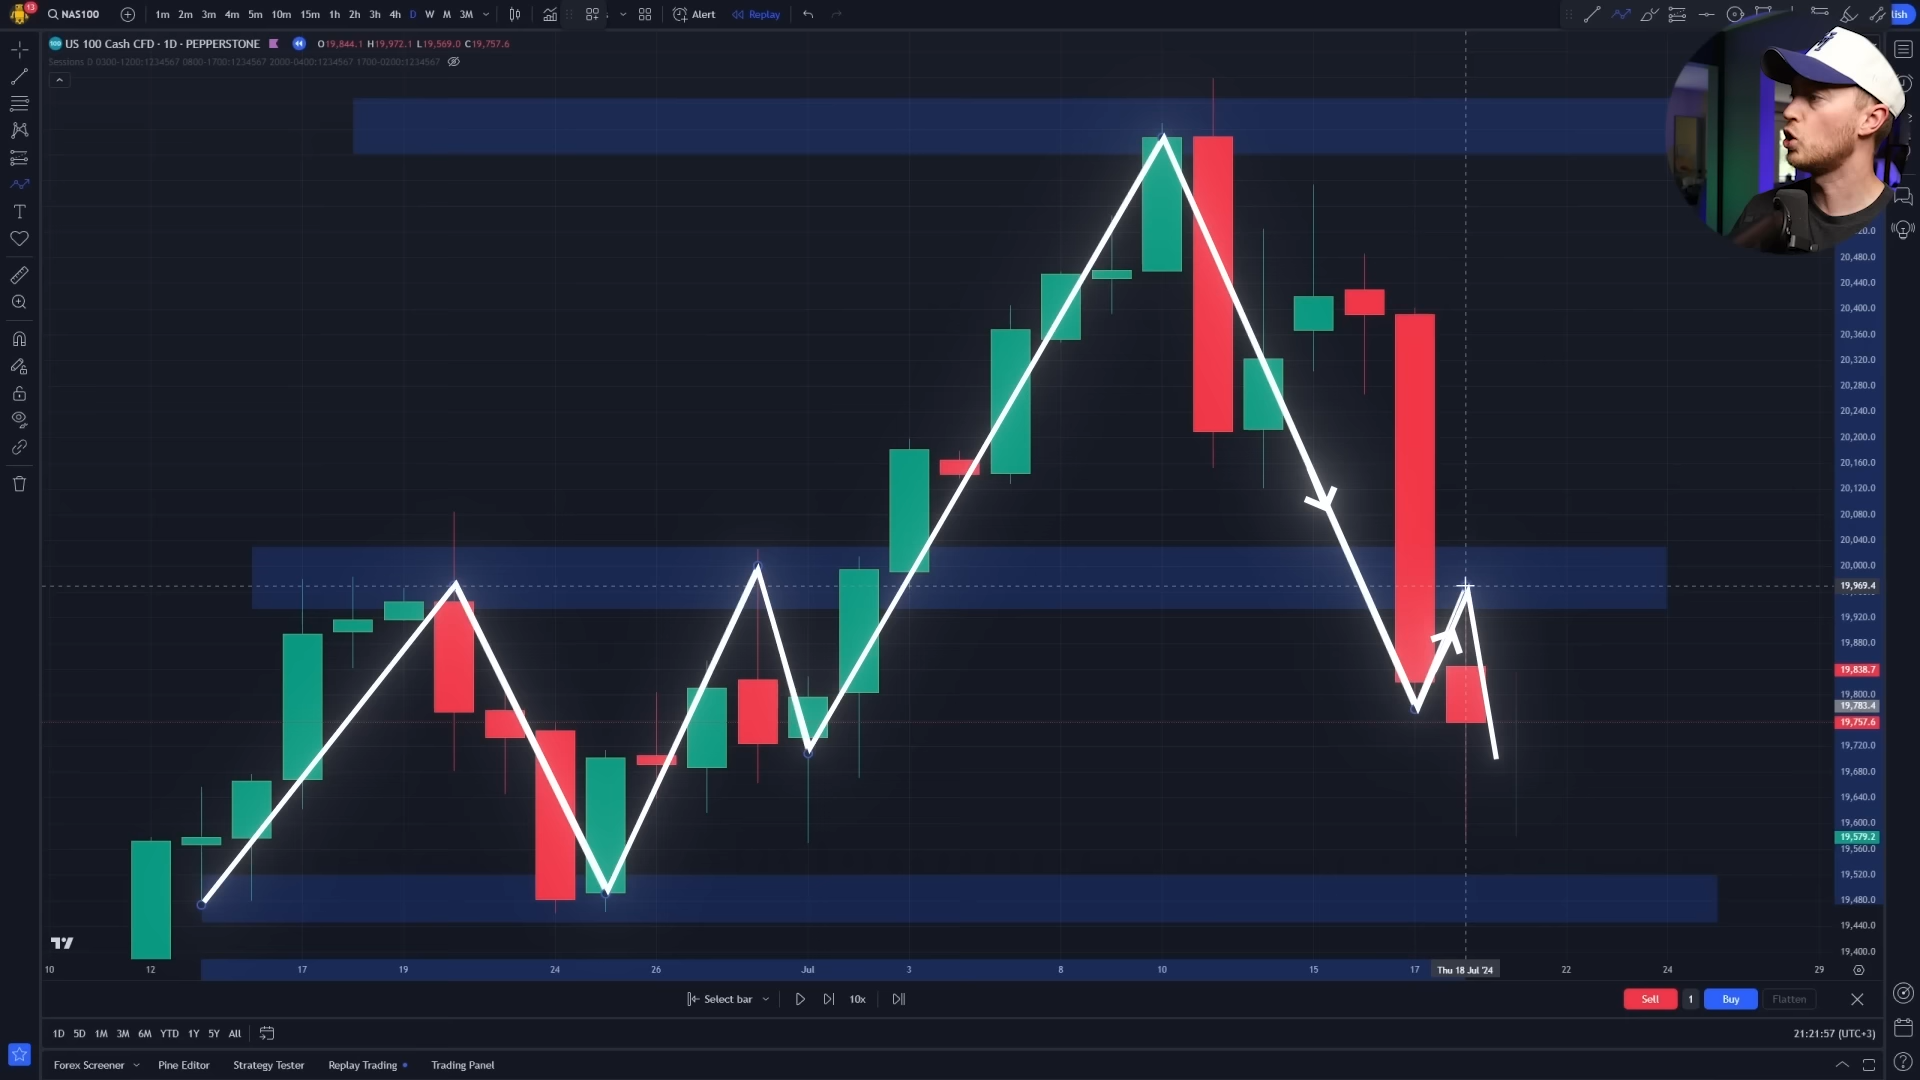 13
NAS100
1m 2m 3m 4m 5m 10m 15m 1h 2h 3h 4h D W M 3M
Alert
Replay
lish
US 100 Cash CFD · 1D · PEPPERSTONE
O19,844.1 H19,972.1 L19,569.0 C19,757.6
Sessions 0 0300-1200:1234567 0800-1700:1234567 2000-0400:1234567 1700-0200:1234567
20,480.0
20,440.0
20,400.0
20,360.0
20,320.0
20,280.0
20,240.0
20,200.0
20,160.0
20,120.0
20,080.0
20,040.0
20,000.0
19,969.4
19,920.0
19,880.0
19,838.7
19,800.0
19,783.4
19,757.6
19,720.0
19,680.0
19,640.0
19,600.0
19,579.2
19,560.0
19,520.0
19,480.0
19,440.0
19,400.0
10 12 17 19 24 26 Jul 3 8 10 15 17 Thu 18 Jul '24 22 24 29
Select bar 10x
Sell 1 Buy Flatten
1D 5D 1M 3M 6M YTD 1Y 5Y All
21:21:57 (UTC+3)
Forex Screener Pine Editor Strategy Tester Replay Trading Trading Panel